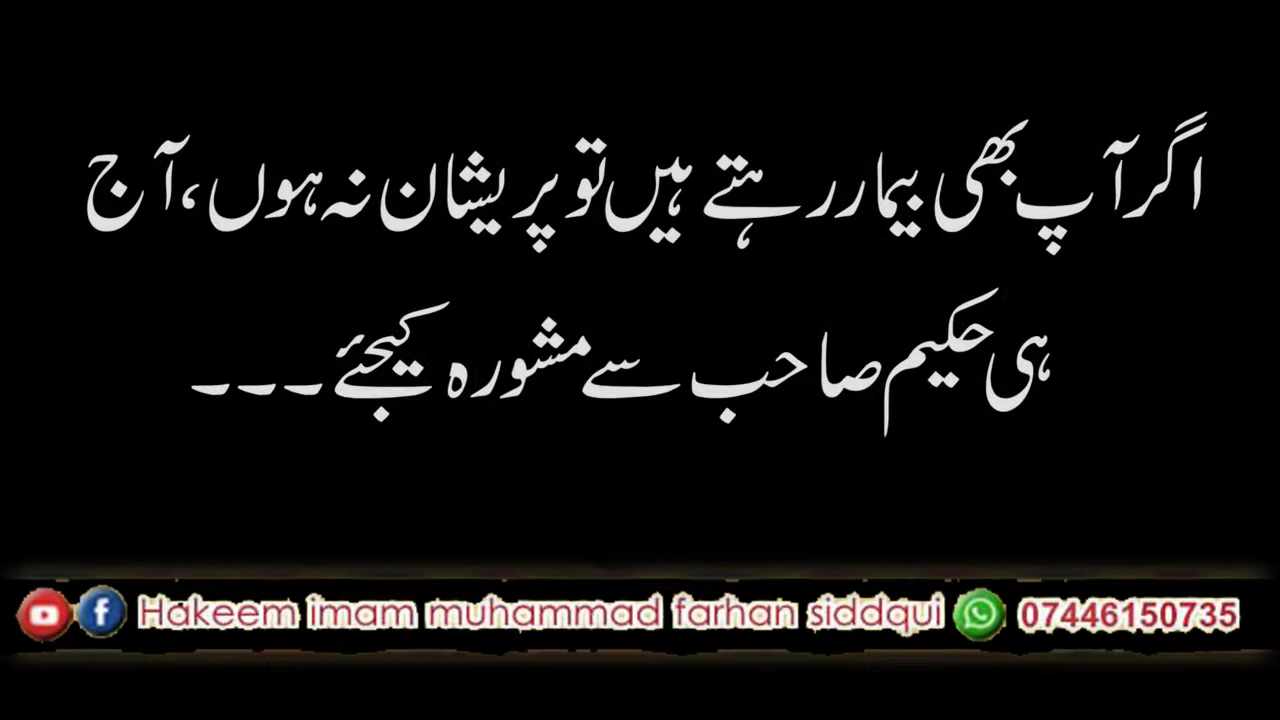 اگر آپ بھی بیمار رہتے ہیں تو پریشان نہ ہوں، آج
ہی حکیم صاحب سے مشورہ کیجئے ۔۔۔
Hakeem imam muhammad farhan siddqui 07446150735